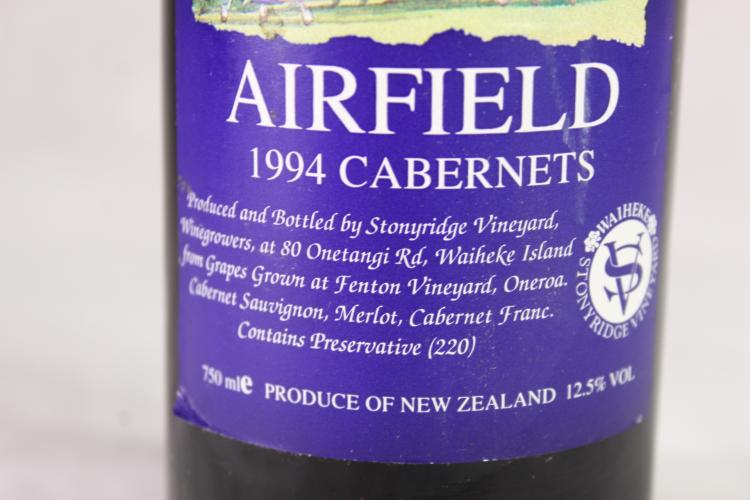 AIRFIELD
1994 CABERNETS
Produced and Bottled by Stonyridge Vineyard,
Winegrowers, at 80 Onetangi Rd, Waiheke Island
from Grapes Grown at Fenton Vineyard, Oneroa.
Cabernet Sauvignon, Merlot, Cabernet Franc.
Contains Preservative (220)
WAIHEKE
SV
STONYRIDGE VINEYARD
750 mle PRODUCE OF NEW ZEALAND 12.5% VOL